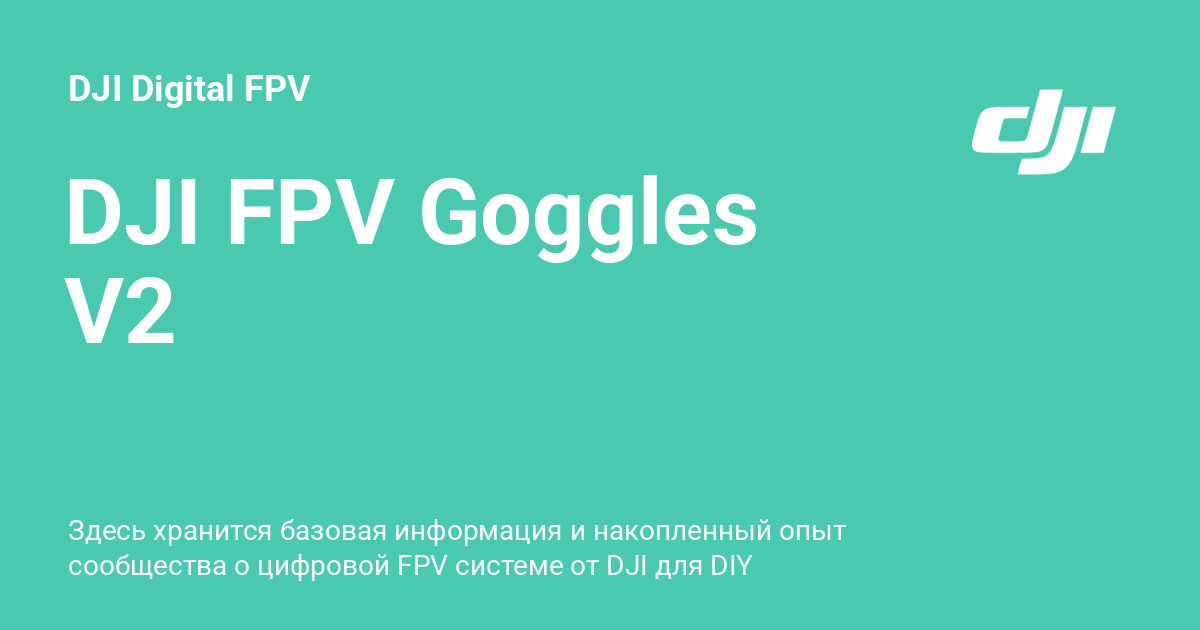 DJI Digital FPV
dji
DJI FPV Goggles
V2
Здесь хранится базовая информация и накопленный опыт
сообщества о цифровой FPV системе от DJI для DIY